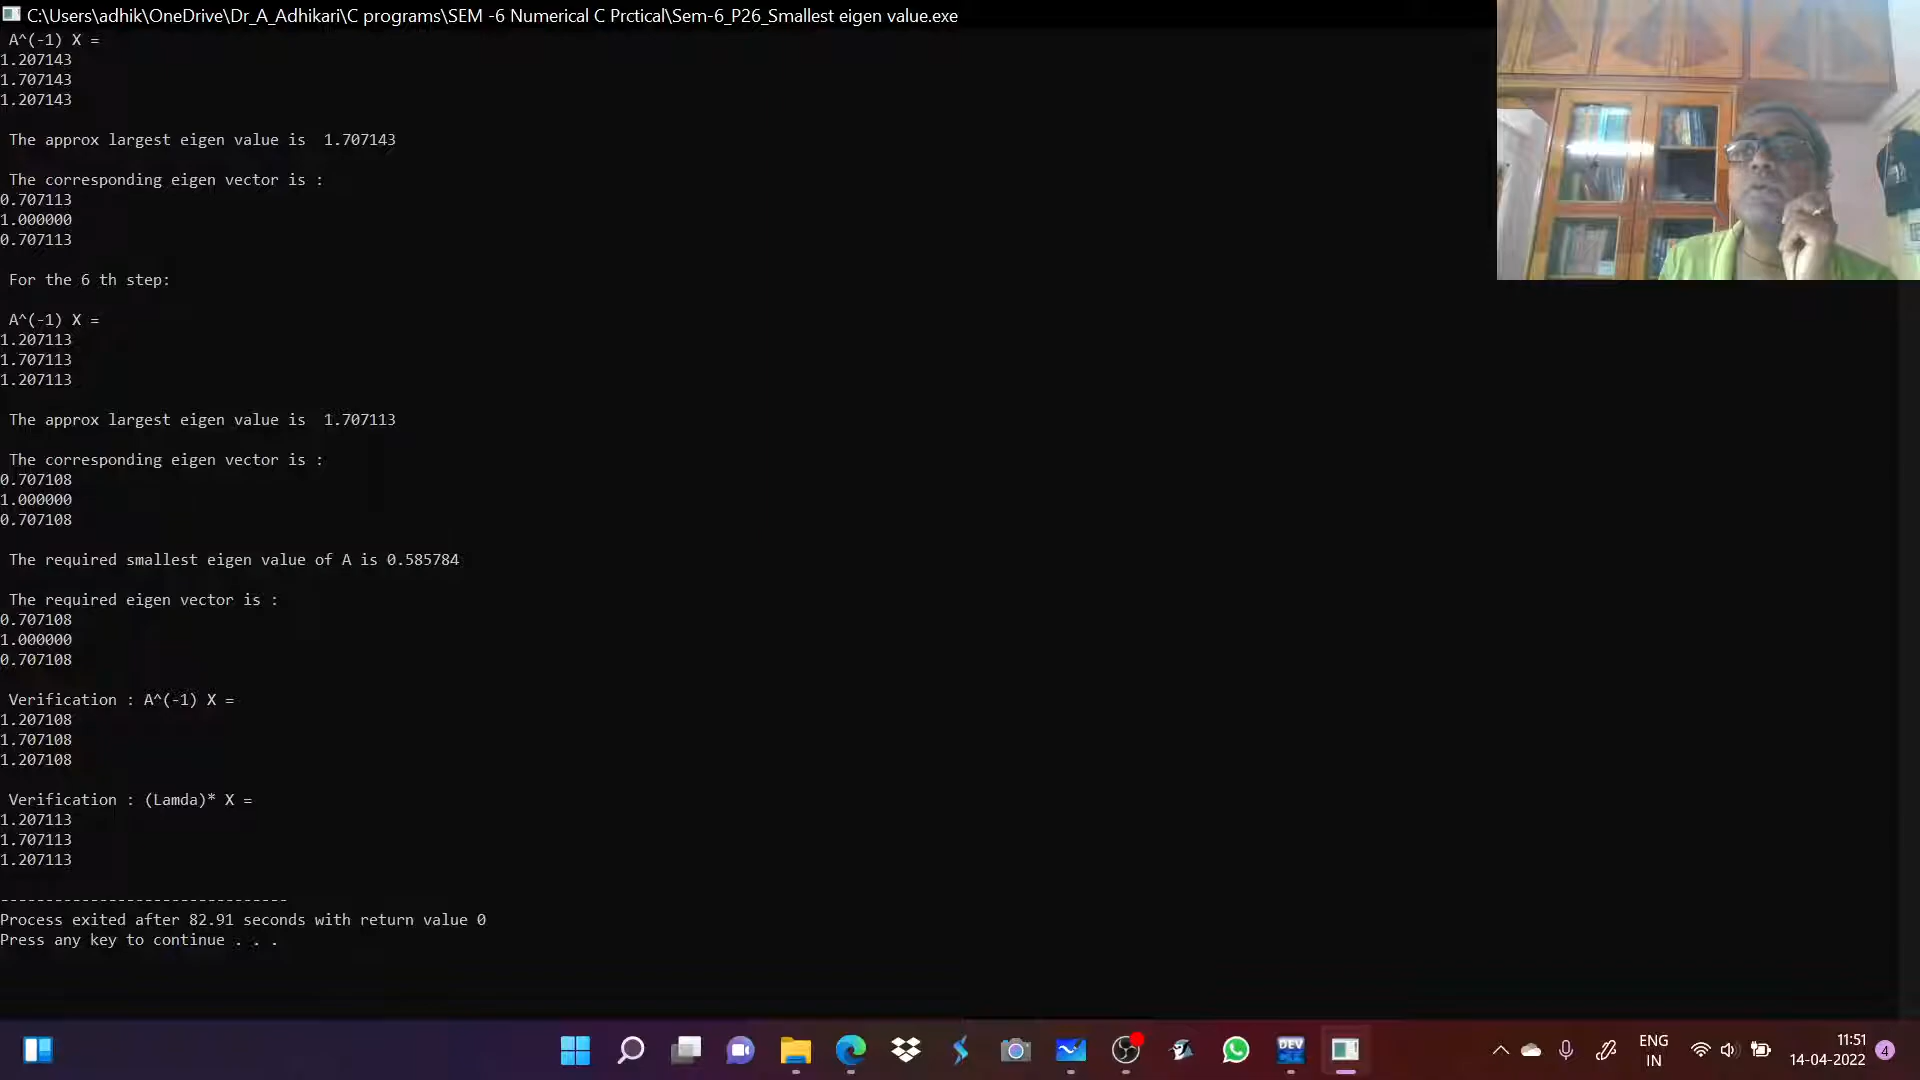 C:\Users\adhik\OneDrive\Dr_A_Adhikari\C programs\SEM -6 Numerical C Prctical\Sem-6_P26_Smallest eigen value.exe
A^(-1) X =
1.207143
1.707143
1.207143
The approx largest eigen value is  1.707143
The corresponding eigen vector is :
0.707113
1.000000
0.707113
For the 6 th step:
A^(-1) X =
1.207113
1.707113
1.207113
The approx largest eigen value is  1.707113
The corresponding eigen vector is :
0.707108
1.000000
0.707108
The required smallest eigen value of A is 0.585784
The required eigen vector is :
0.707108
1.000000
0.707108
Verification : A^(-1) X =
1.207108
1.707108
1.207108
Verification : (Lamda)* X =
1.207113
1.707113
1.207113
--------------------------------
Process exited after 82.91 seconds with return value 0
Press any key to continue . . .
DEV
ENG
IN
11:51
14-04-2022
4